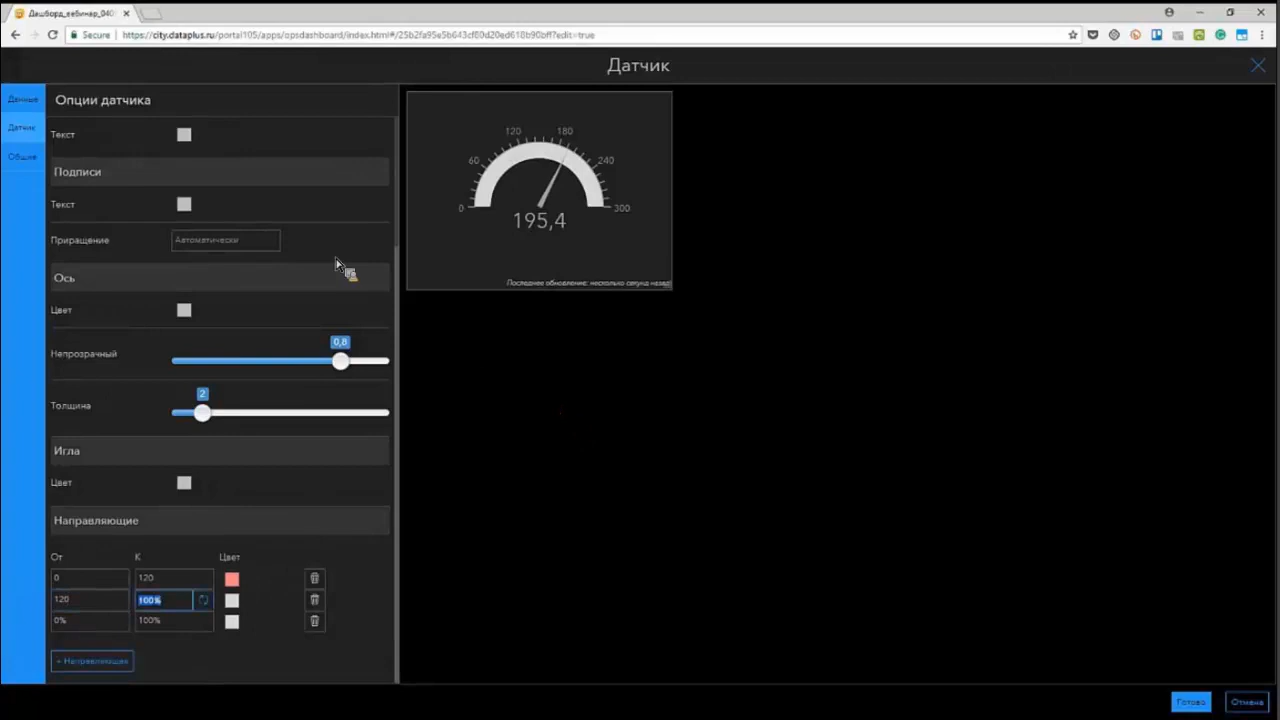 Дашборд_вебинар_040
Secure
https://city.dataplus.ru/portal105/apps/opsdashboard/index.html#/25b2fa95e5b643cf80d20ed618b90bff?edit=true
Датчик
Данные
Датчик
Общие
Опции датчика
Текст
Подписи
Текст
Приращение
Автоматически
Ось
Цвет
0,8
Непрозрачный
2
Толщина
Игла
Цвет
Направляющие
От К Цвет
0 120
120 100%
0% 100%
+ Направляющая
120 180
60 240
0 300
195,4
Последнее обновление: несколько секунд назад
Готово
Отмена